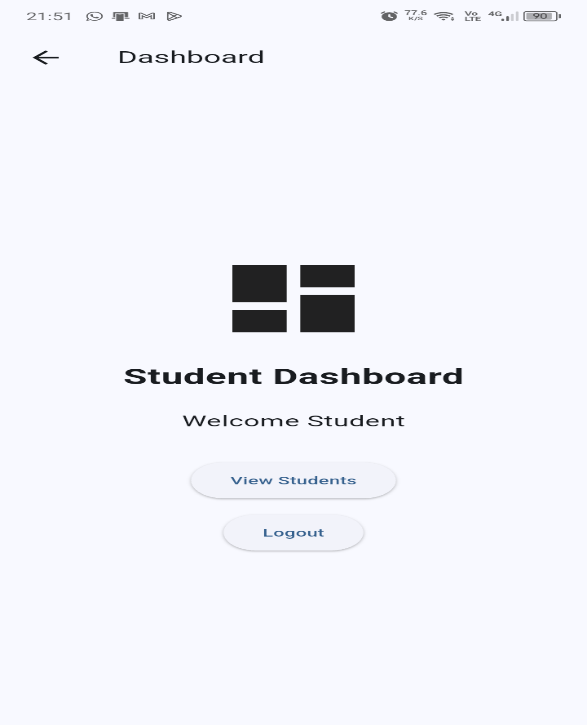 21:51 77.6 K/S Vo LTE 4G 90
Dashboard
Student Dashboard
Welcome Student
View Students
Logout